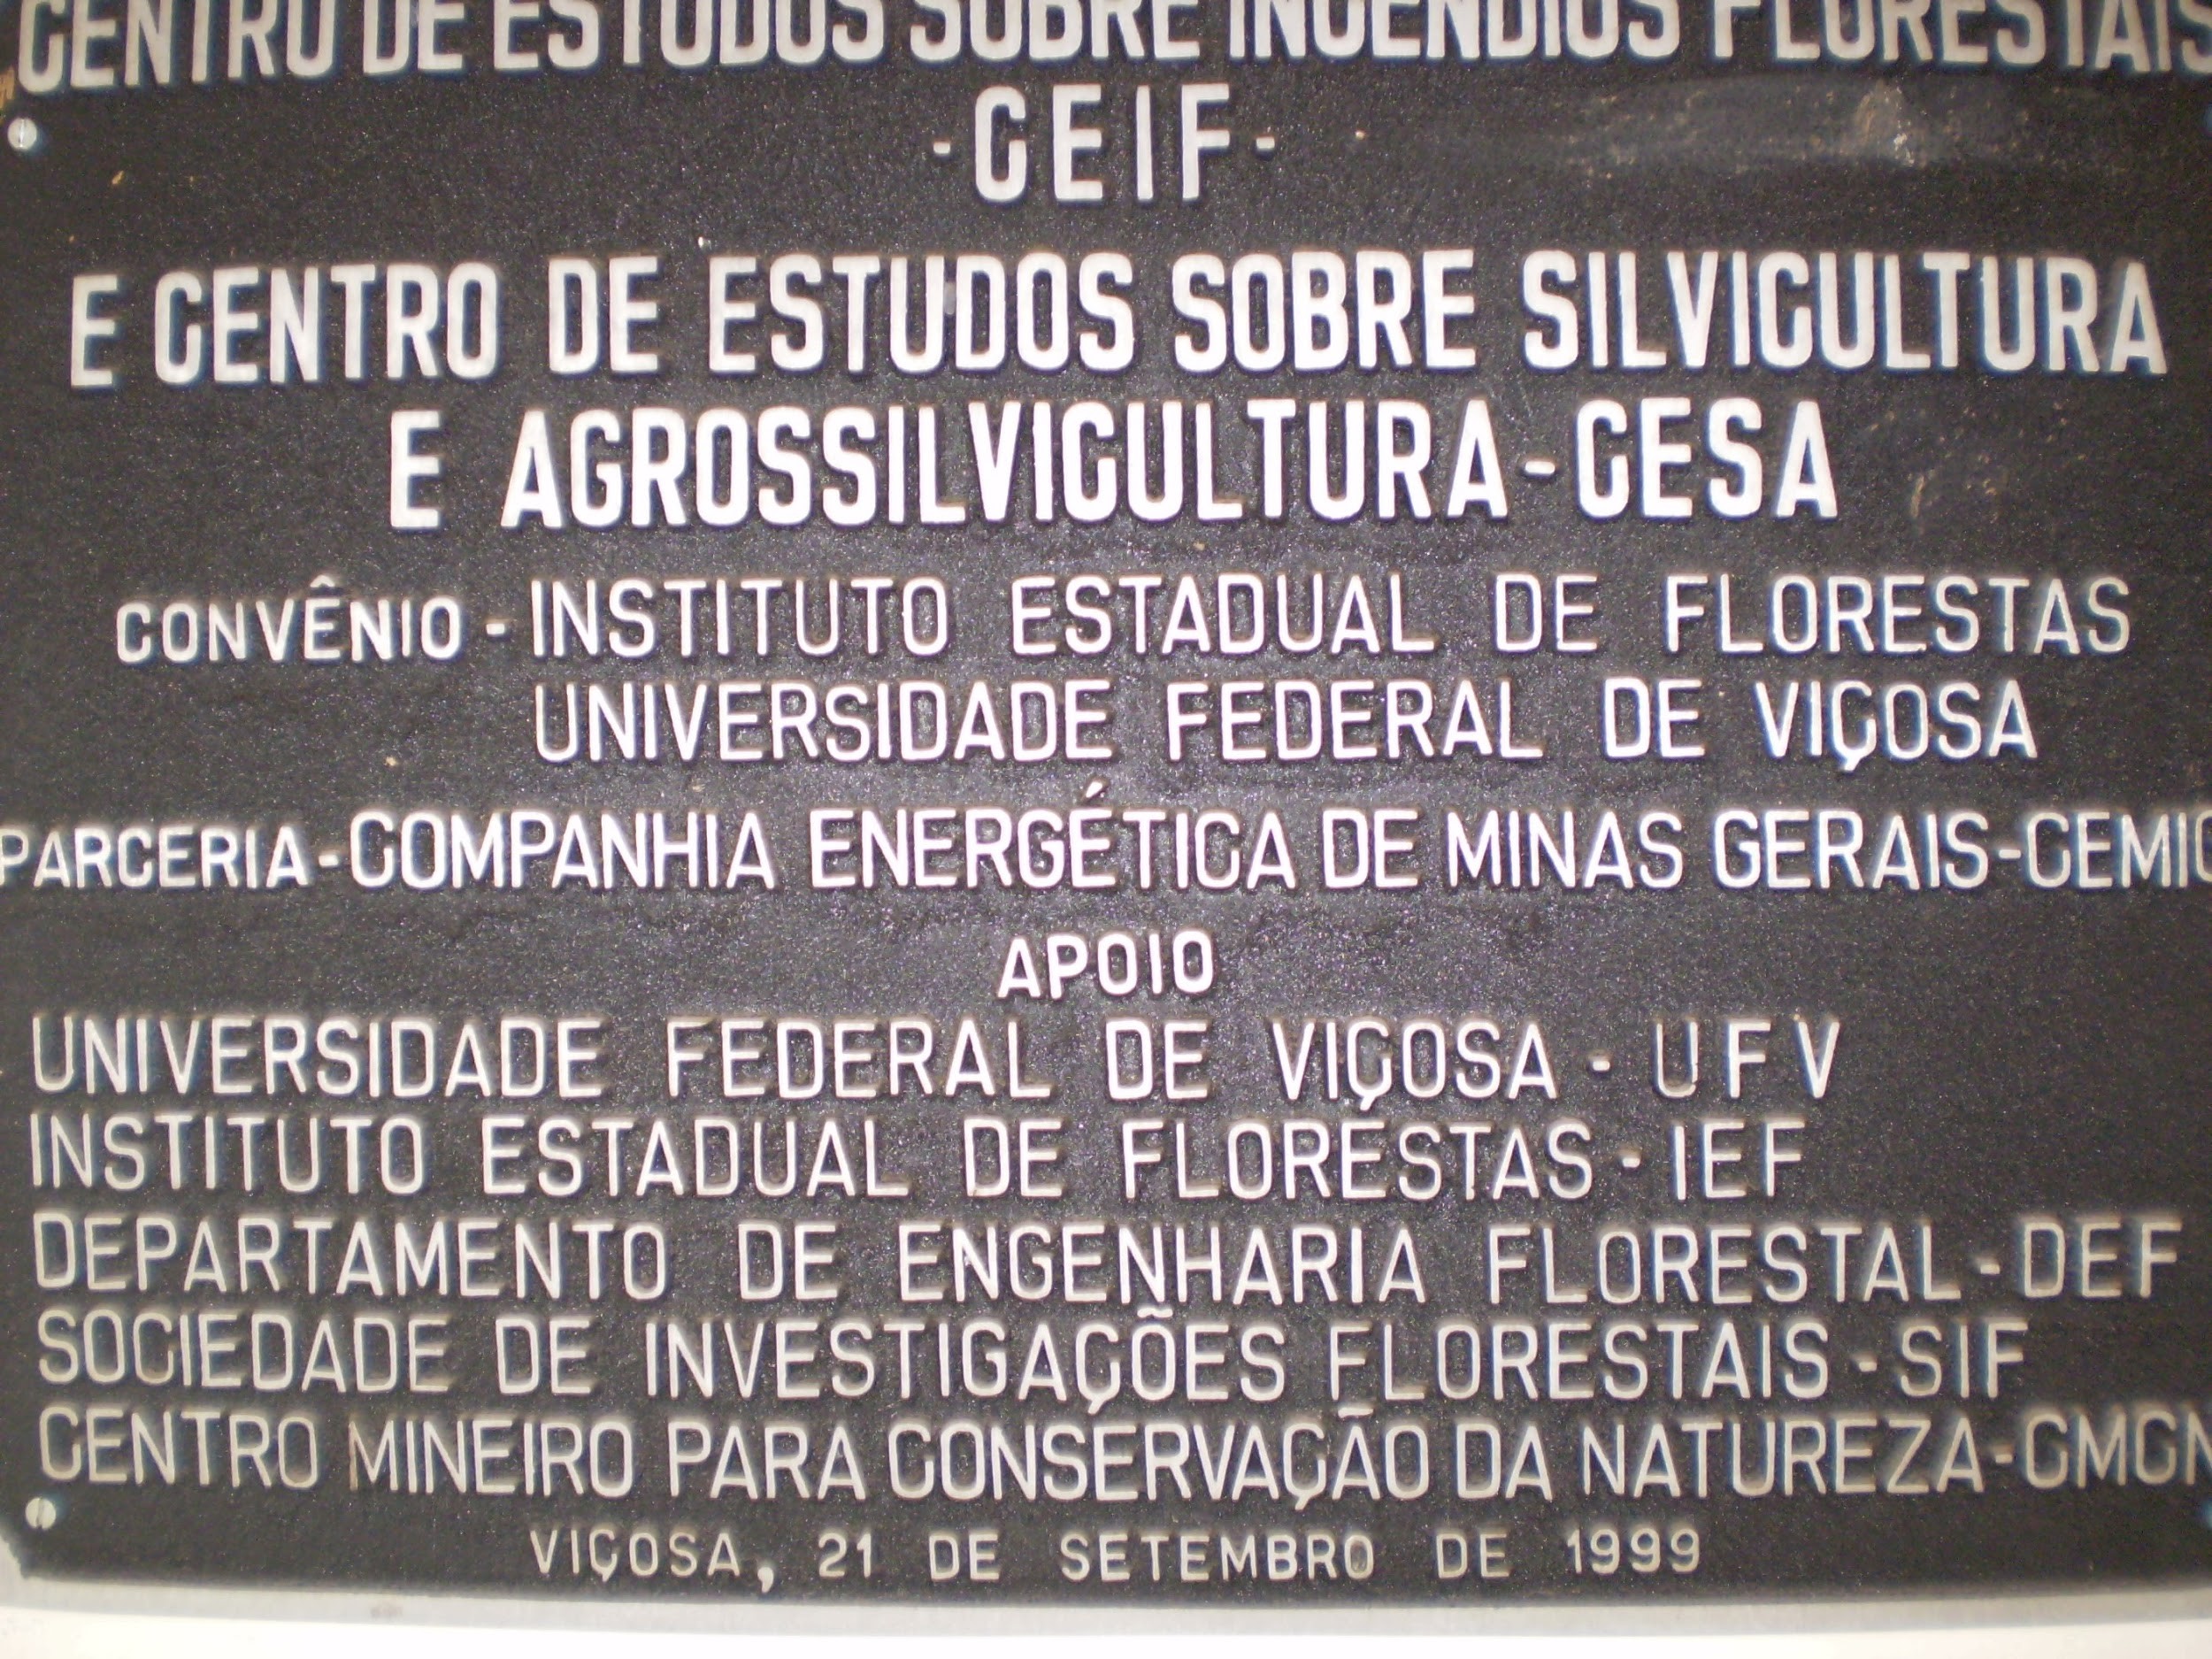 CENTRO DE ESTUDOS SOBRE INCÊNDIOS FLORESTAIS
-CEIF-
E CENTRO DE ESTUDOS SOBRE SILVICULTURA
E AGROSSILVICULTURA-CESA
CONVÊNIO - INSTITUTO ESTADUAL DE FLORESTAS
UNIVERSIDADE FEDERAL DE VIÇOSA
PARCERIA - COMPANHIA ENERGÉTICA DE MINAS GERAIS-CEMIG
APOIO
UNIVERSIDADE FEDERAL DE VIÇOSA - UFV
INSTITUTO ESTADUAL DE FLORESTAS - IEF
DEPARTAMENTO DE ENGENHARIA FLORESTAL - DEF
SOCIEDADE DE INVESTIGAÇÕES FLORESTAIS - SIF
CENTRO MINEIRO PARA CONSERVAÇÃO DA NATUREZA-CMCN
VIÇOSA, 21 DE SETEMBRO DE 1999